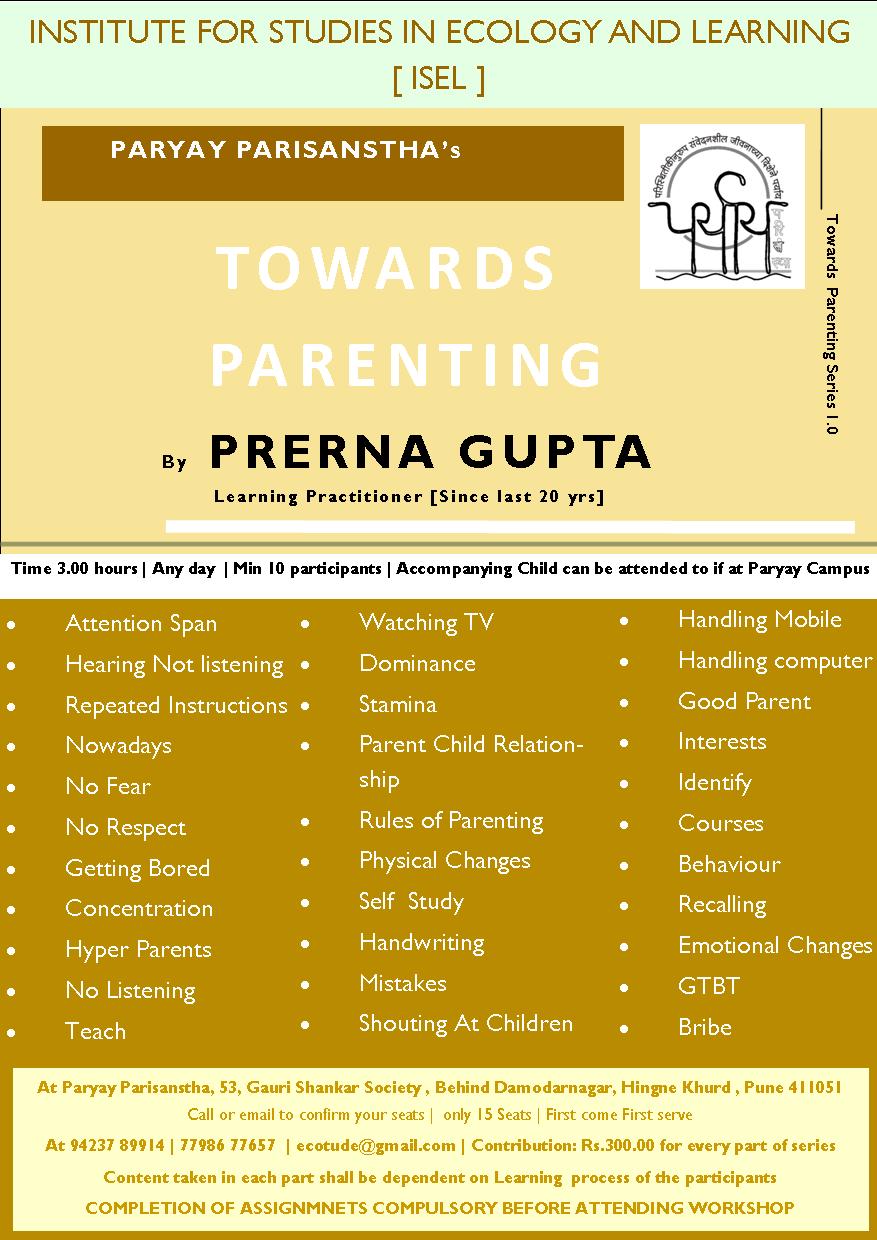 INSTITUTE FOR STUDIES IN ECOLOGY AND LEARNING
[ ISEL ]
PARYAY PARISANSTHA’s
परिस्थितीकीनुरुप संवेदनशील जीवनाच्या दिशेने पर्याय
TOWARDS
PARENTING
Towards Parenting Series 1.0
By PRERNA GUPTA
Learning Practitioner [Since last 20 yrs]
Time 3.00 hours | Any day | Min 10 participants | Accompanying Child can be attended to if at Paryay Campus
Attention Span
Hearing Not listening
Repeated Instructions
Nowadays
No Fear
No Respect
Getting Bored
Concentration
Hyper Parents
No Listening
Teach
Watching TV
Dominance
Stamina
Parent Child Relation-
ship
Rules of Parenting
Physical Changes
Self Study
Handwriting
Mistakes
Shouting At Children
Handling Mobile
Handling computer
Good Parent
Interests
Identify
Courses
Behaviour
Recalling
Emotional Changes
GTBT
Bribe
At Paryay Parisanstha, 53, Gauri Shankar Society , Behind Damodarnagar, Hingne Khurd , Pune 411051
Call or email to confirm your seats | only 15 Seats | First come First serve
At 94237 89914 | 77986 77657 | ecotude@gmail.com | Contribution: Rs.300.00 for every part of series
Content taken in each part shall be dependent on Learning process of the participants
COMPLETION OF ASSIGNMNETS COMPULSORY BEFORE ATTENDING WORKSHOP